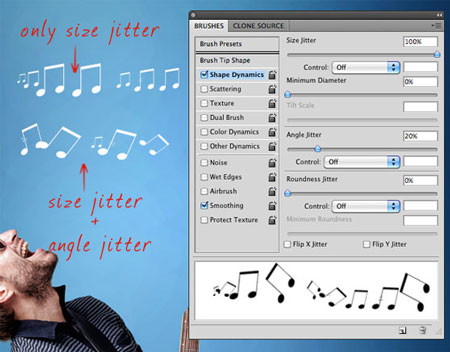 only size jitter
size jitter
+
angle jitter
BRUSHES CLONE SOURCE
Brush Presets
Brush Tip Shape
Shape Dynamics
Scattering
Texture
Dual Brush
Color Dynamics
Other Dynamics
Noise
Wet Edges
Airbrush
Smoothing
Protect Texture
Size Jitter 100%
Control: Off
Minimum Diameter 0%
Tilt Scale
Angle Jitter 20%
Control: Off
Roundness Jitter 0%
Control: Off
Minimum Roundness
Flip X Jitter Flip Y Jitter